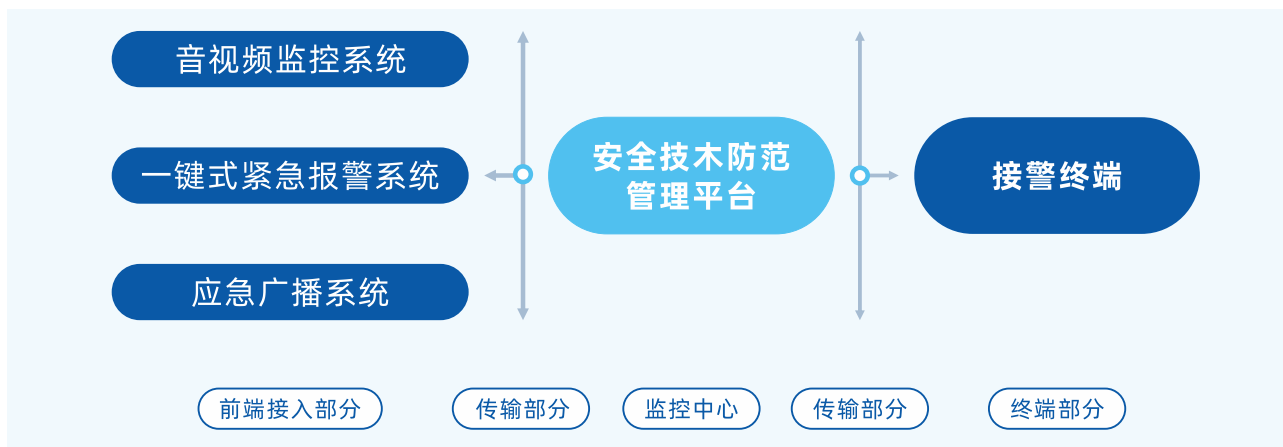 音视频监控系统
一键式紧急报警系统
应急广播系统
安全技术防范
管理平台
接警终端
前端接入部分
传输部分
监控中心
传输部分
终端部分